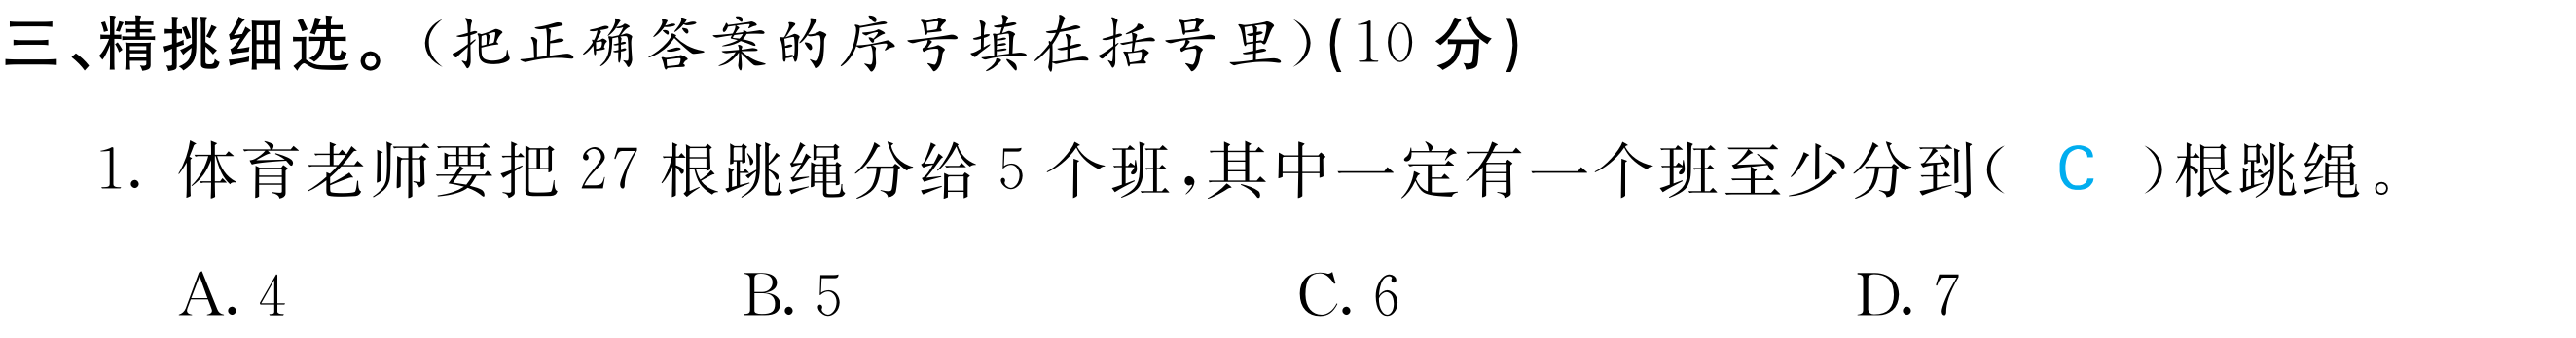 三、精挑细选。(把正确答案的序号填在括号里)(10 分)
1. 体育老师要把 27 根跳绳分给 5 个班,其中一定有一个班至少分到( C )根跳绳。
A. 4 B. 5 C. 6 D. 7